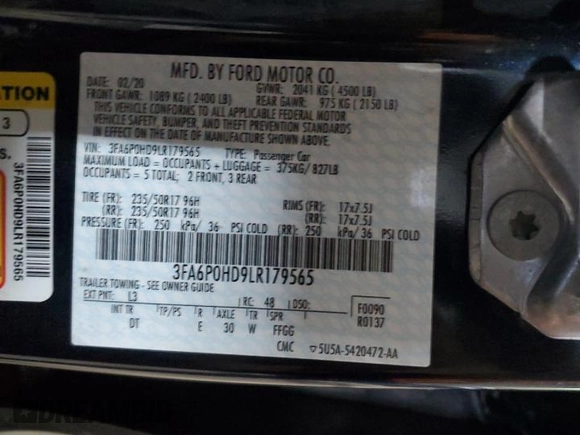 MFD. BY FORD MOTOR CO.
DATE: 02/20 GVWR: 2041 KG ( 4500 LB)
FRONT GAWR: 1089 KG ( 2400 LB) REAR GAWR: 975 KG ( 2150 LB)
THIS VEHICLE CONFORMS TO ALL APPLICABLE FEDERAL MOTOR
VEHICLE SAFETY, BUMPER, AND THEFT PREVENTION STANDARDS
IN EFFECT ON THE DATE OF MANUFACTURE SHOWN ABOVE.
VIN: 3FA6P0HD9LR179565 TYPE: Passenger Car
MAXIMUM LOAD = OCCUPANTS + LUGGAGE = 375KG/ 827LB
OCCUPANTS = 5 TOTAL; 2 FRONT, 3 REAR
TIRE (FR): 235/50R17 96H RIMS (FR): 17x7.5J
(RR): 235/50R17 96H (RR): 17x7.5J
PRESSURE (FR): 250 kPa/ 36 PSI COLD (RR): 250 kPa/ 36 PSI COLD
3FA6P0HD9LR179565
TRAILER TOWING - SEE OWNER GUIDE
EXT PNT: L3 RC: 48 DSO: F0090
INT TR TP/PS R AXLE TR SPR R0137
DT E 30 W FFGG
CMC 5U5A-5420472-AA
ATION
3
S.
3FA6P0HD9LR179565